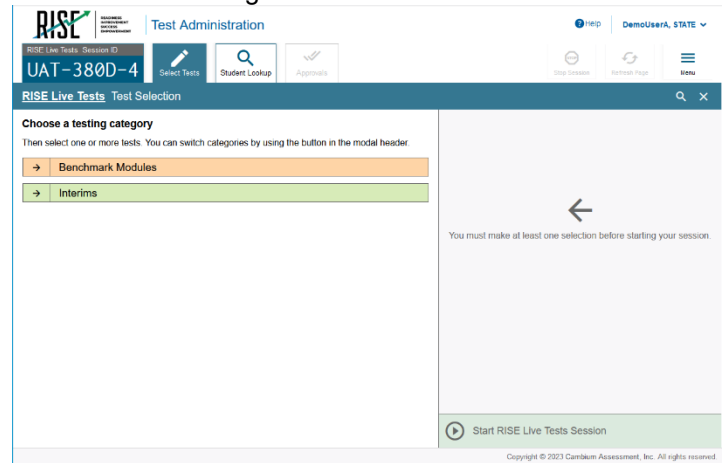 RISE READINESS IMPROVEMENT SUCCESS EMPOWERMENT Test Administration
Help DemoUserA, STATE
RISE Live Tests Session ID
UAT-380D-4
Select Tests
Student Lookup
Approvals
Stop Session
Refresh Page
Menu
RISE Live Tests Test Selection
Choose a testing category
Then select one or more tests. You can switch categories by using the button in the modal header.
Benchmark Modules
Interims
You must make at least one selection before starting your session.
Start RISE Live Tests Session
Copyright © 2023 Cambium Assessment, Inc. All rights reserved.